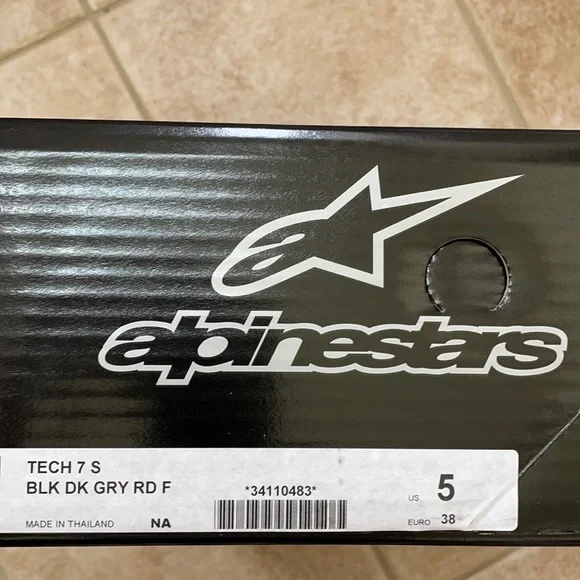 alpinestars
TECH 7 S
BLK DK GRY RD F
*34110483*
US 5
MADE IN THAILAND NA
EURO 38